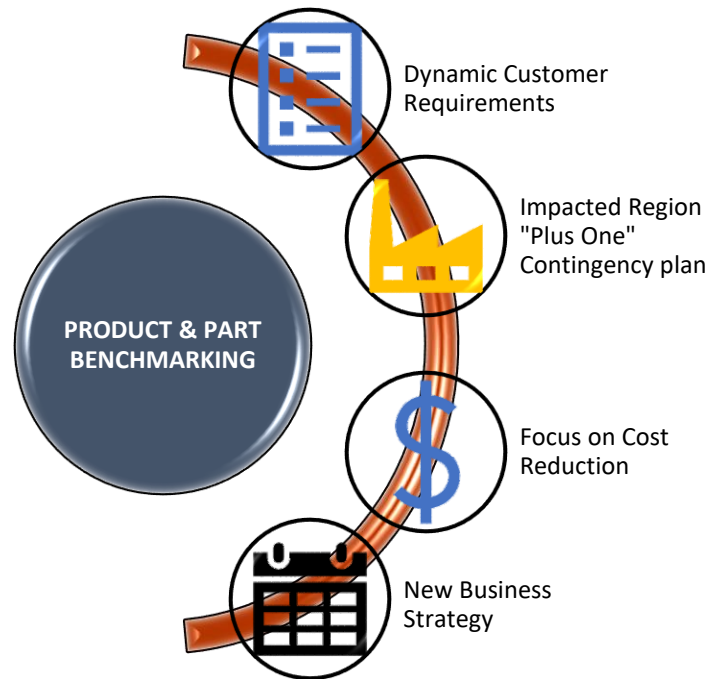 Dynamic Customer
Requirements
Impacted Region
"Plus One"
Contingency plan
PRODUCT & PART
BENCHMARKING
Focus on Cost
Reduction
New Business
Strategy